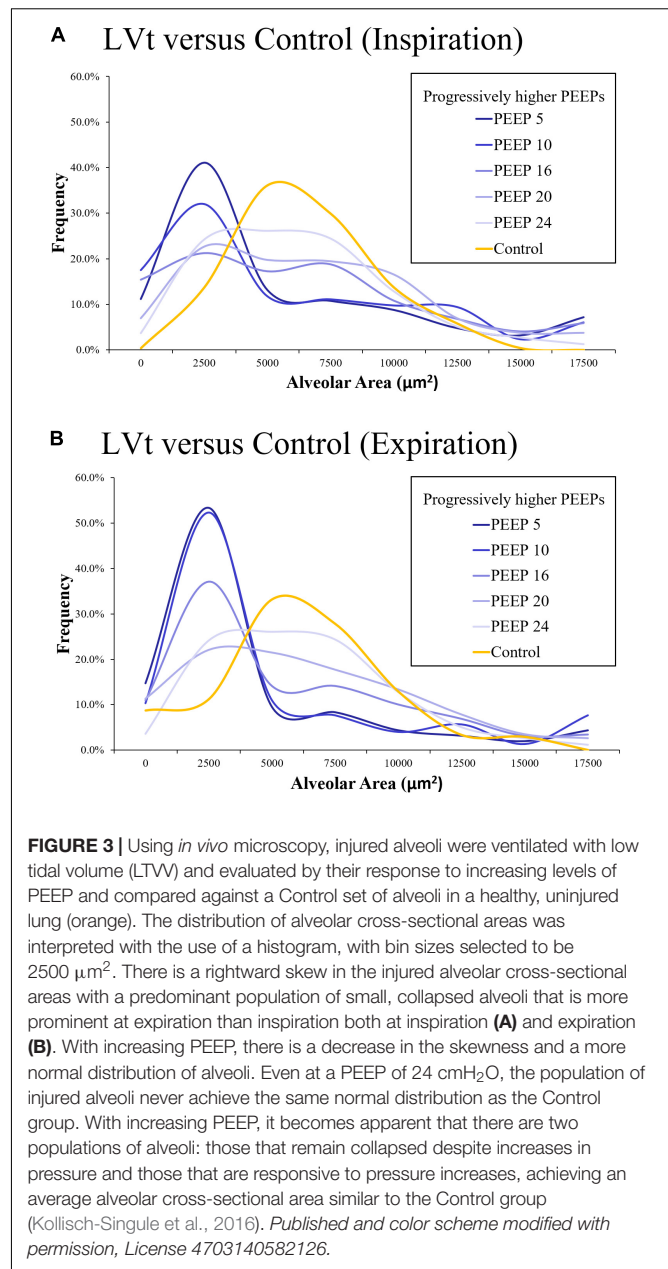 A LVt versus Control (Inspiration)
60.0%
50.0%
40.0%
30.0%
20.0%
10.0%
0.0%
Frequency
Progressively higher PEEPs
PEEP 5
PEEP 10
PEEP 16
PEEP 20
PEEP 24
Control
0 2500 5000 7500 10000 12500 15000 17500
Alveolar Area (μm²)
B LVt versus Control (Expiration)
60.0%
50.0%
40.0%
30.0%
20.0%
10.0%
0.0%
Frequency
Progressively higher PEEPs
PEEP 5
PEEP 10
PEEP 16
PEEP 20
PEEP 24
Control
0 2500 5000 7500 10000 12500 15000 17500
Alveolar Area (μm²)
FIGURE 3 | Using in vivo microscopy, injured alveoli were ventilated with low
tidal volume (LTVV) and evaluated by their response to increasing levels of
PEEP and compared against a Control set of alveoli in a healthy, uninjured
lung (orange). The distribution of alveolar cross-sectional areas was
interpreted with the use of a histogram, with bin sizes selected to be
2500 μm². There is a rightward skew in the injured alveolar cross-sectional
areas with a predominant population of small, collapsed alveoli that is more
prominent at expiration than inspiration both at inspiration (A) and expiration
(B). With increasing PEEP, there is a decrease in the skewness and a more
normal distribution of alveoli. Even at a PEEP of 24 cmH₂O, the population of
injured alveoli never achieve the same normal distribution as the Control
group. With increasing PEEP, it becomes apparent that there are two
populations of alveoli: those that remain collapsed despite increases in
pressure and those that are responsive to pressure increases, achieving an
average alveolar cross-sectional area similar to the Control group
(Kollisch-Singule et al., 2016). Published and color scheme modified with
permission, License 4703140582126.